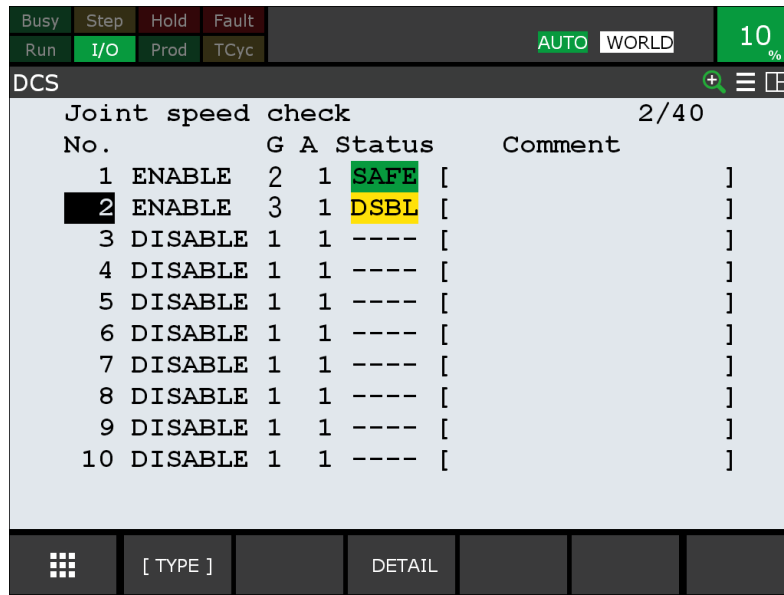 Busy Step Hold Fault
Run I/O Prod TCyc AUTO WORLD 10 %
DCS
Joint speed check 2/40
No. G A Status Comment
1 ENABLE 2 1 SAFE [ ]
2 ENABLE 3 1 DSBL [ ]
3 DISABLE 1 1 ---- [ ]
4 DISABLE 1 1 ---- [ ]
5 DISABLE 1 1 ---- [ ]
6 DISABLE 1 1 ---- [ ]
7 DISABLE 1 1 ---- [ ]
8 DISABLE 1 1 ---- [ ]
9 DISABLE 1 1 ---- [ ]
10 DISABLE 1 1 ---- [ ]
[ TYPE ] DETAIL